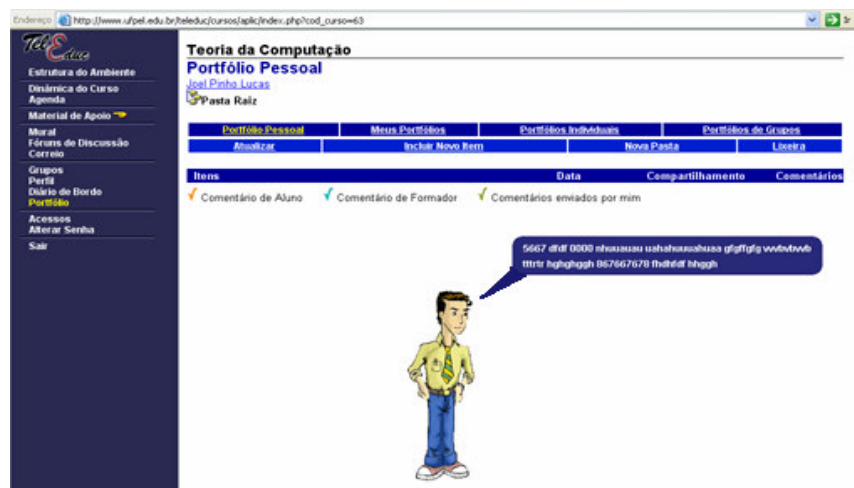 Endereço http://www.ufpel.edu.br/teleduc/cursos/aplic/index.php?cod_curso=63
TelEduc
Estrutura do Ambiente
Dinâmica do Curso
Agenda
Material de Apoio
Mural
Fóruns de Discussão
Correio
Grupos
Perfil
Diário de Bordo
Portfólio
Acessos
Alterar Senha
Sair
Teoria da Computação
Portfólio Pessoal
Joel Pinho Lucas
Pasta Raiz
Portfólio Pessoal Meus Portfólios Portfólios Individuais Portfólios de Grupos
Atualizar Incluir Novo Item Nova Pasta Lixeira
Itens Data Compartilhamento Comentários
Comentário de Aluno Comentário de Formador Comentários enviados por mim
5667 dfdf 0000 nhuuauau uahahuuuahuaa gfgffgfg vvvbvbvvb
tttrtr hghghggh 867667678 fhdhfdf hhggh